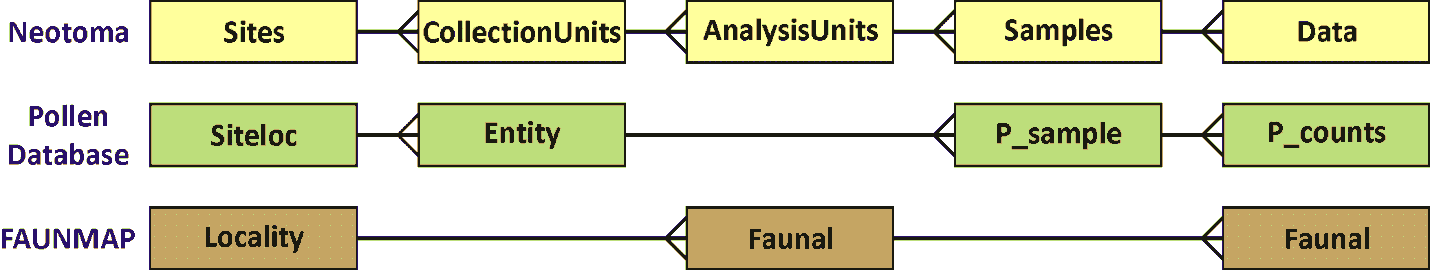 Neotoma Sites CollectionUnits AnalysisUnits Samples Data
Pollen
Database Siteloc Entity P_sample P_counts
FAUNMAP Locality Faunal Faunal